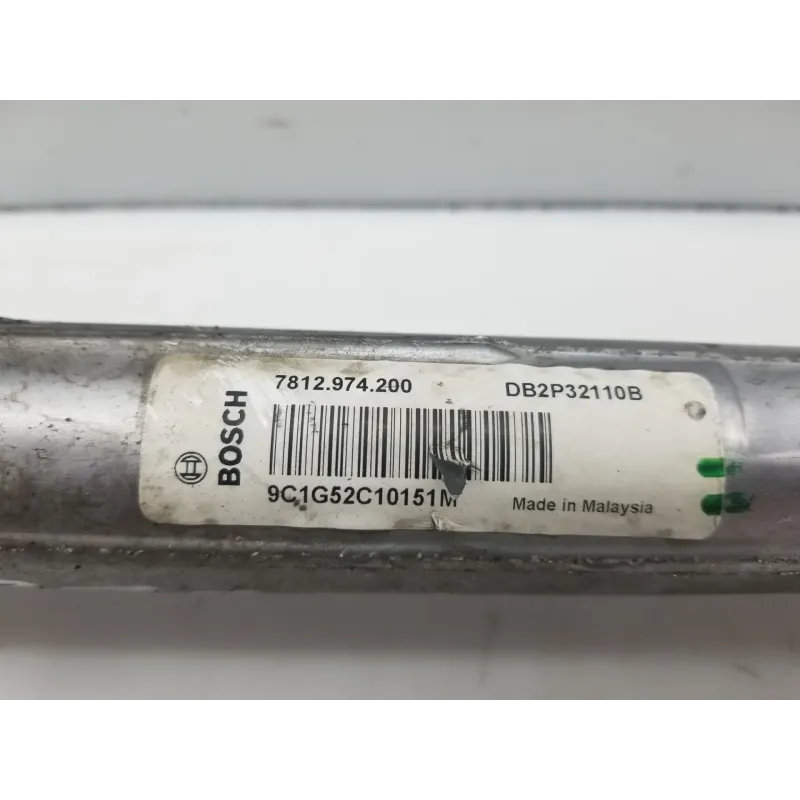 BOSCH
7812.974.200
DB2P32110B
9C1G52C10151M
Made in Malaysia